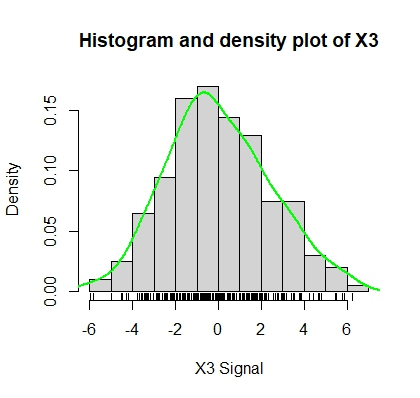 Histogram and density plot of X3
Density
0.00 0.05 0.10 0.15
-6 -4 -2 0 2 4 6
X3 Signal